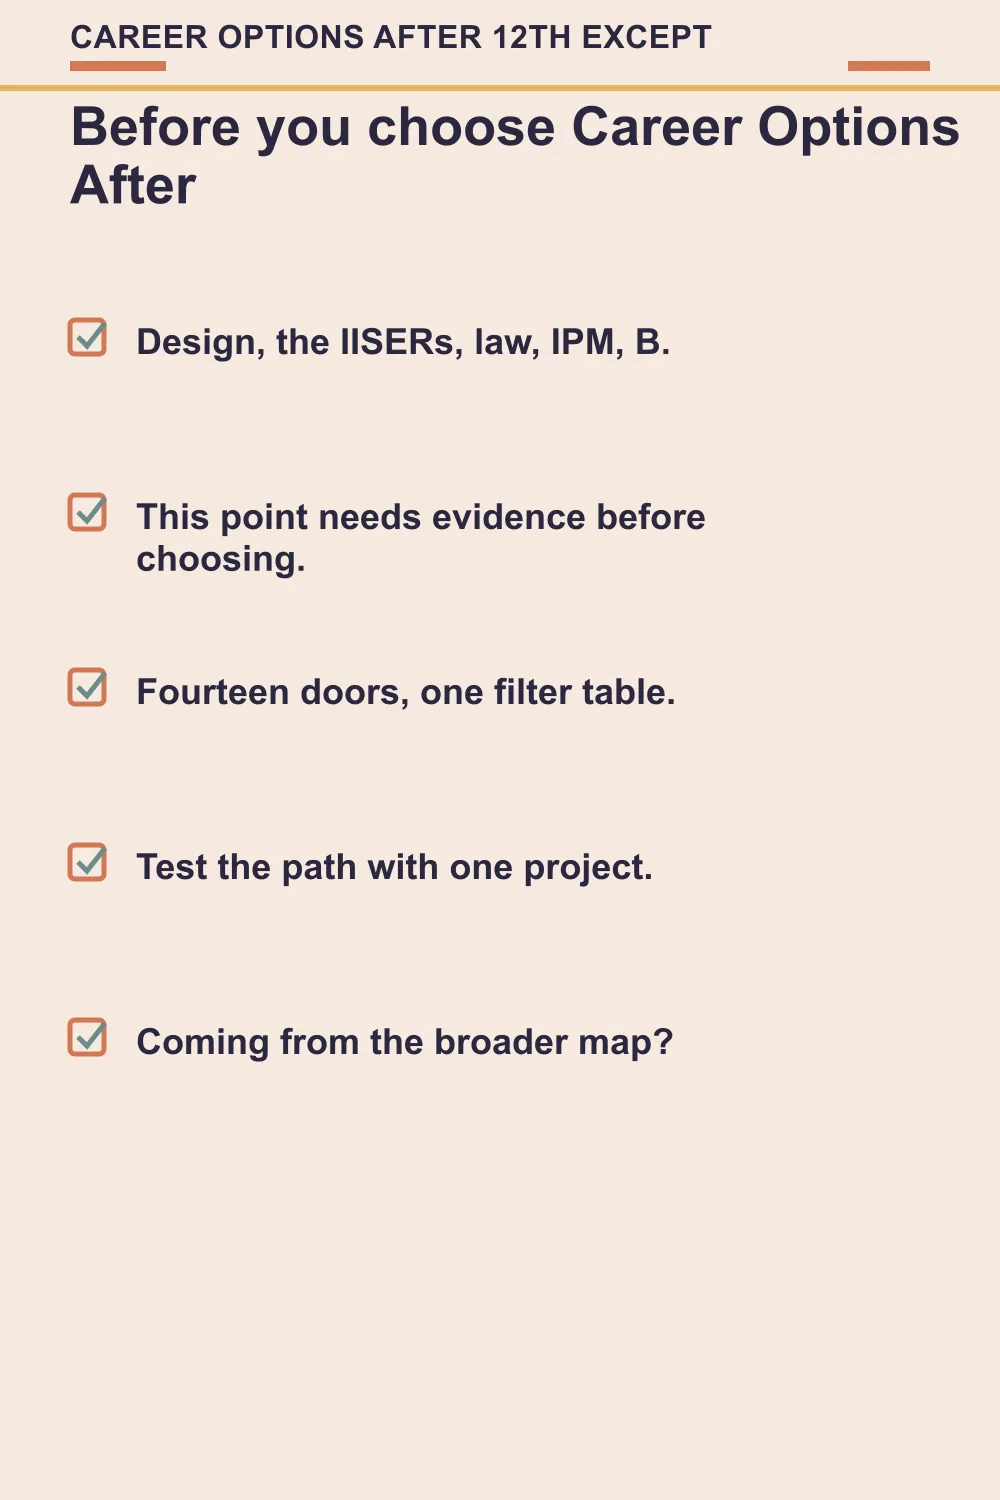 CAREER OPTIONS AFTER 12TH EXCEPT
Before you choose Career Options
After
Design, the IISERs, law, IPM, B.
This point needs evidence before
choosing.
Fourteen doors, one filter table.
Test the path with one project.
Coming from the broader map?